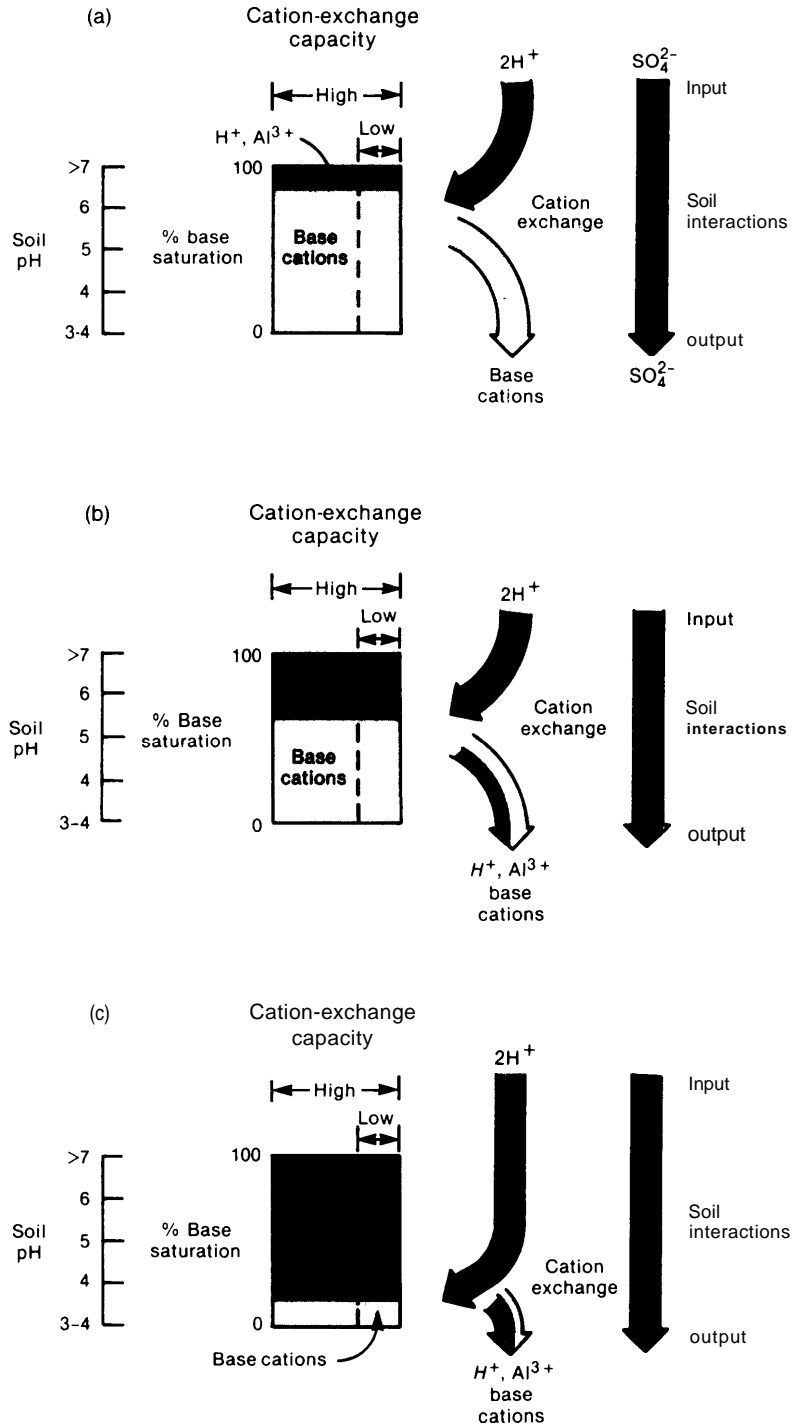 (a)
Cation-exchange
capacity
High
Low
H⁺, Al³⁺
Soil
pH
>7
6
5
4
3-4
% base
saturation
100
0
Base
cations
2H⁺
Cation
exchange
Base
cations
SO₄²⁻
Input
Soil
interactions
output
SO₄²⁻
(b)
Cation-exchange
capacity
High
Low
Soil
pH
>7
6
5
4
3-4
% Base
saturation
100
0
Base
cations
2H⁺
Cation
exchange
H⁺, Al³⁺
base
cations
Input
Soil
interactions
output
(c)
Cation-exchange
capacity
High
Low
Soil
pH
>7
6
5
4
3-4
% Base
saturation
100
0
Base cations
2H⁺
Cation
exchange
H⁺, Al³⁺
base
cations
Input
Soil
interactions
output